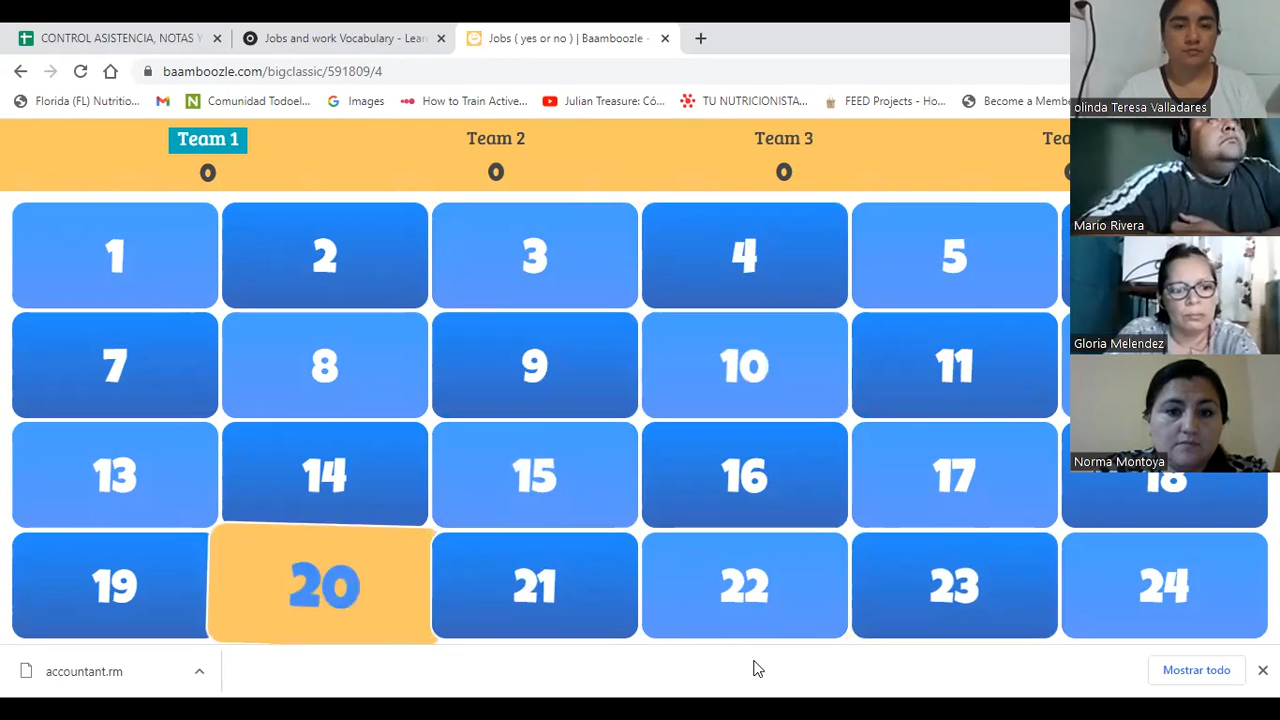 CONTROL ASISTENCIA, NOTAS Y
Jobs and work Vocabulary - Lear
Jobs ( yes or no ) | Baamboozle -
baamboozle.com/bigclassic/591809/4
Florida (FL) Nutritio...
Comunidad Todoel...
Images
How to Train Active...
Julian Treasure: Có...
TU NUTRICIONISTA...
FEED Projects - Ho...
Become a Membe
Team 1
Team 2
Team 3
0
0
0
1
2
3
4
5
7
8
9
10
11
13
14
15
16
17
18
19
20
21
22
23
24
olinda Teresa Valladares
Mario Rivera
Gloria Melendez
Norma Montoya
accountant.rm
Mostrar todo